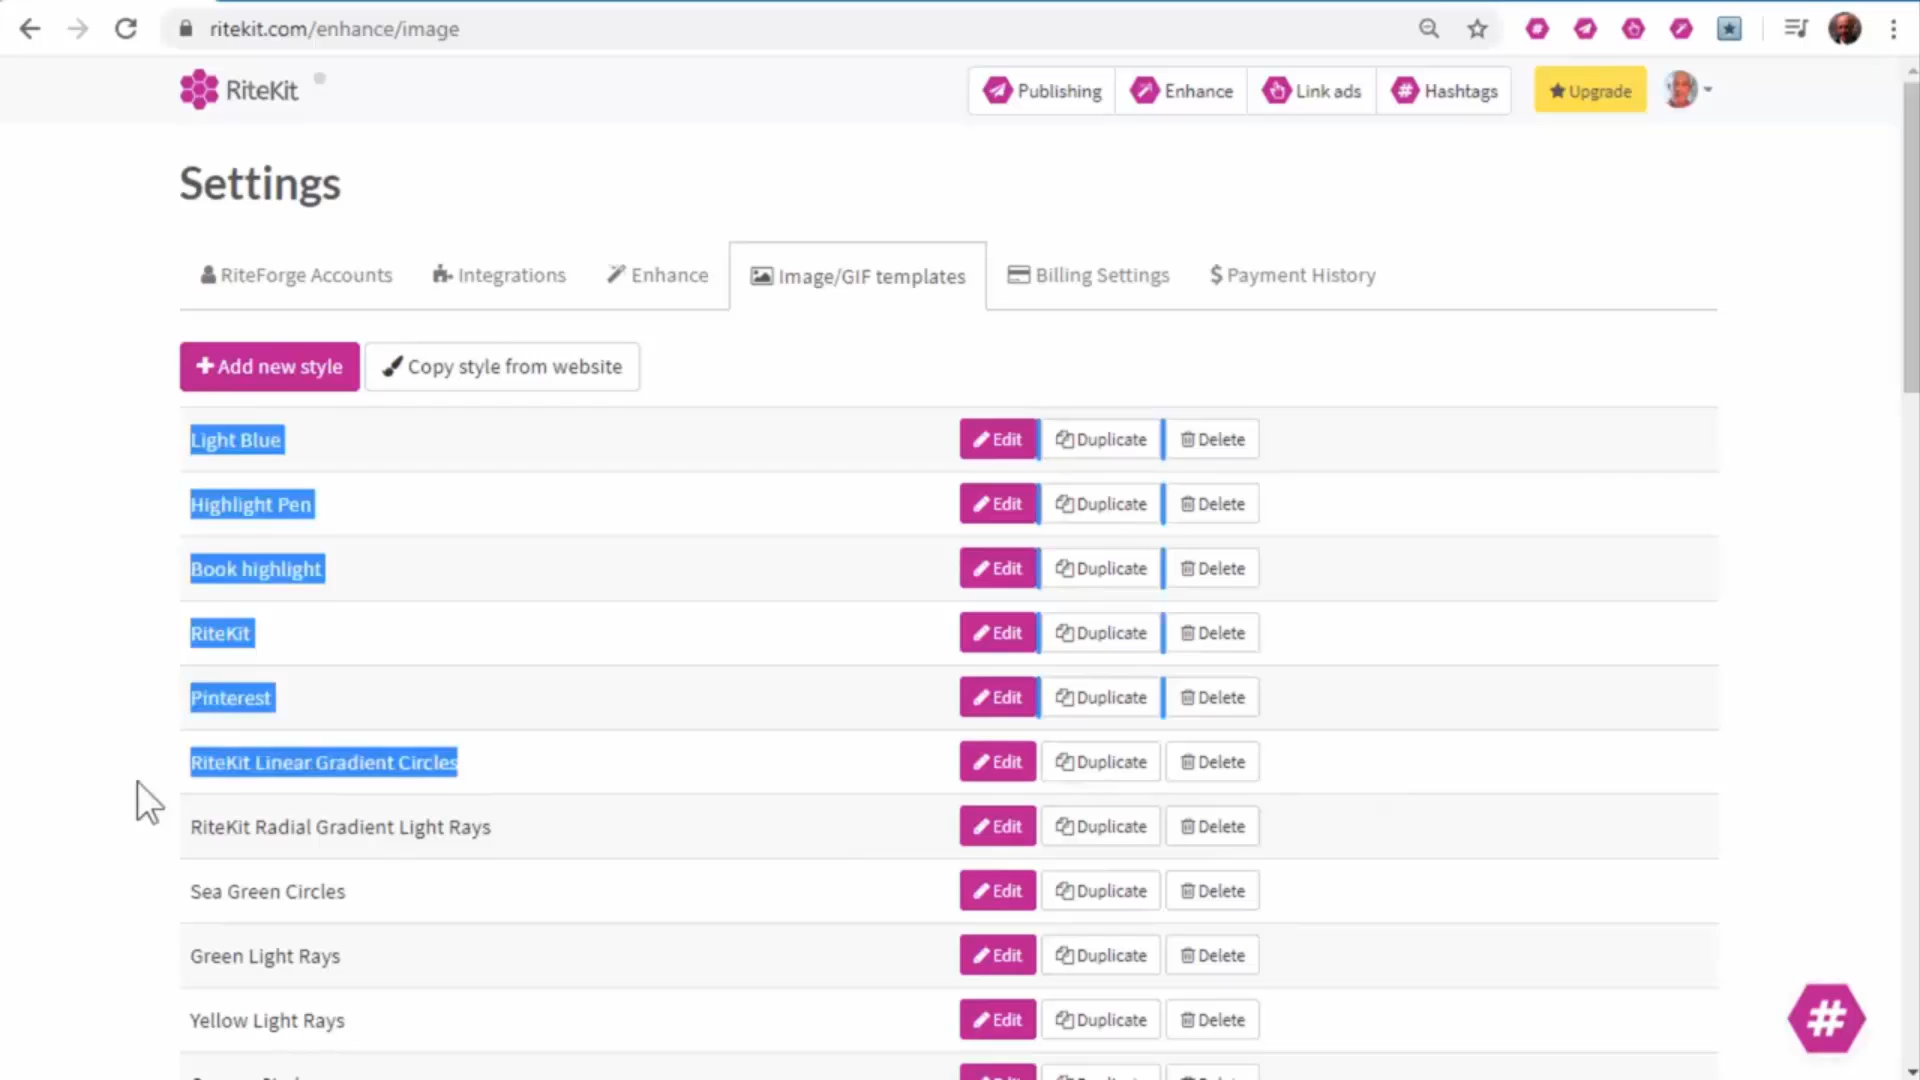 ritekit.com/enhance/image
RiteKit
Publishing Enhance Link ads # Hashtags Upgrade
Settings
RiteForge Accounts Integrations Enhance Image/GIF templates Billing Settings $ Payment History
+ Add new style Copy style from website
Light Blue Edit Duplicate Delete
Highlight Pen Edit Duplicate Delete
Book highlight Edit Duplicate Delete
RiteKit Edit Duplicate Delete
Pinterest Edit Duplicate Delete
RiteKit Linear Gradient Circles Edit Duplicate Delete
RiteKit Radial Gradient Light Rays Edit Duplicate Delete
Sea Green Circles Edit Duplicate Delete
Green Light Rays Edit Duplicate Delete
Yellow Light Rays Edit Duplicate Delete
#